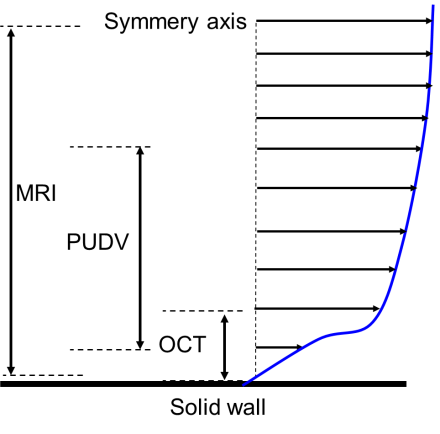 Symmery axis
MRI
PUDV
OCT
Solid wall